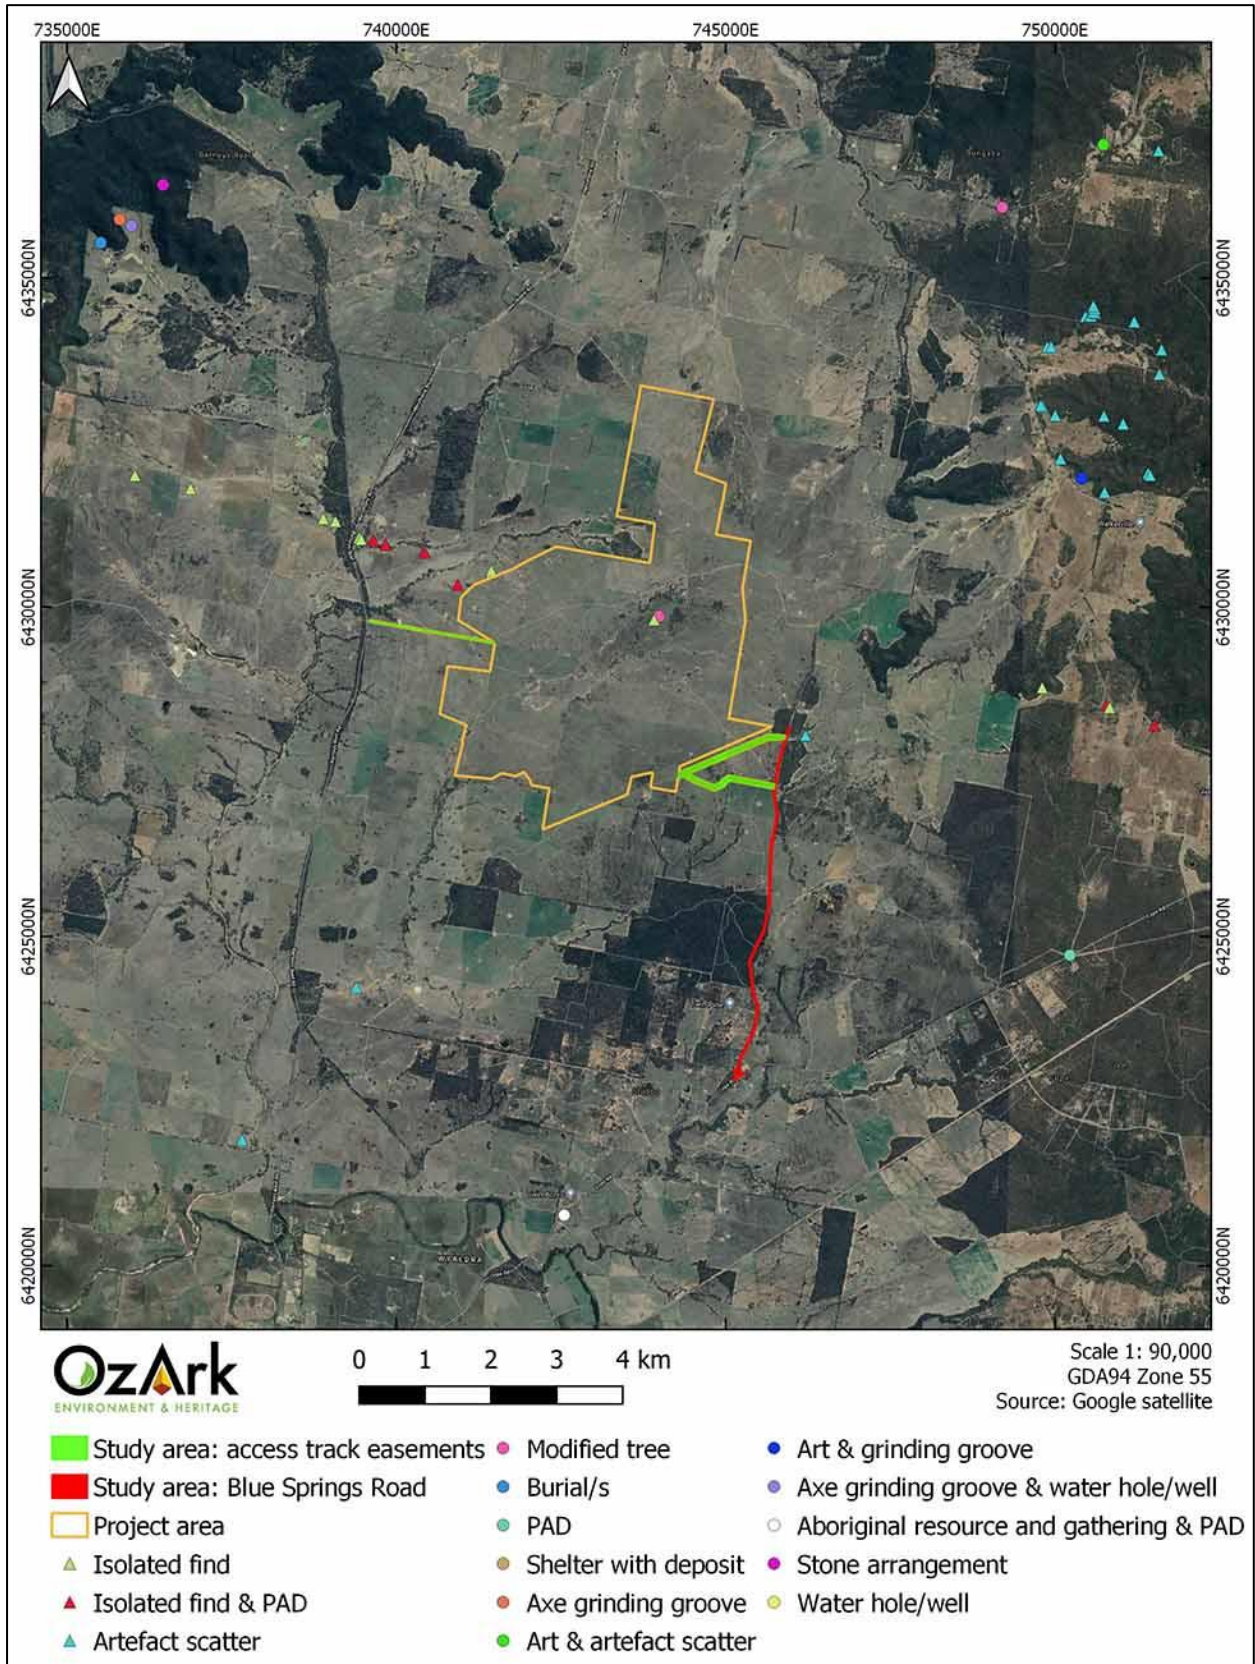 735000E 740000E 745000E 750000E
6435000N 6435000N
6430000N 6430000N
6425000N 6425000N
6420000N 6420000N
OzArk
ENVIRONMENT & HERITAGE
0 1 2 3 4 km
Scale 1: 90,000
GDA94 Zone 55
Source: Google satellite
Study area: access track easements
Study area: Blue Springs Road
Project area
Isolated find
Isolated find & PAD
Artefact scatter
Modified tree
Burial/s
PAD
Shelter with deposit
Axe grinding groove
Art & artefact scatter
Art & grinding groove
Axe grinding groove & water hole/well
Aboriginal resource and gathering & PAD
Stone arrangement
Water hole/well